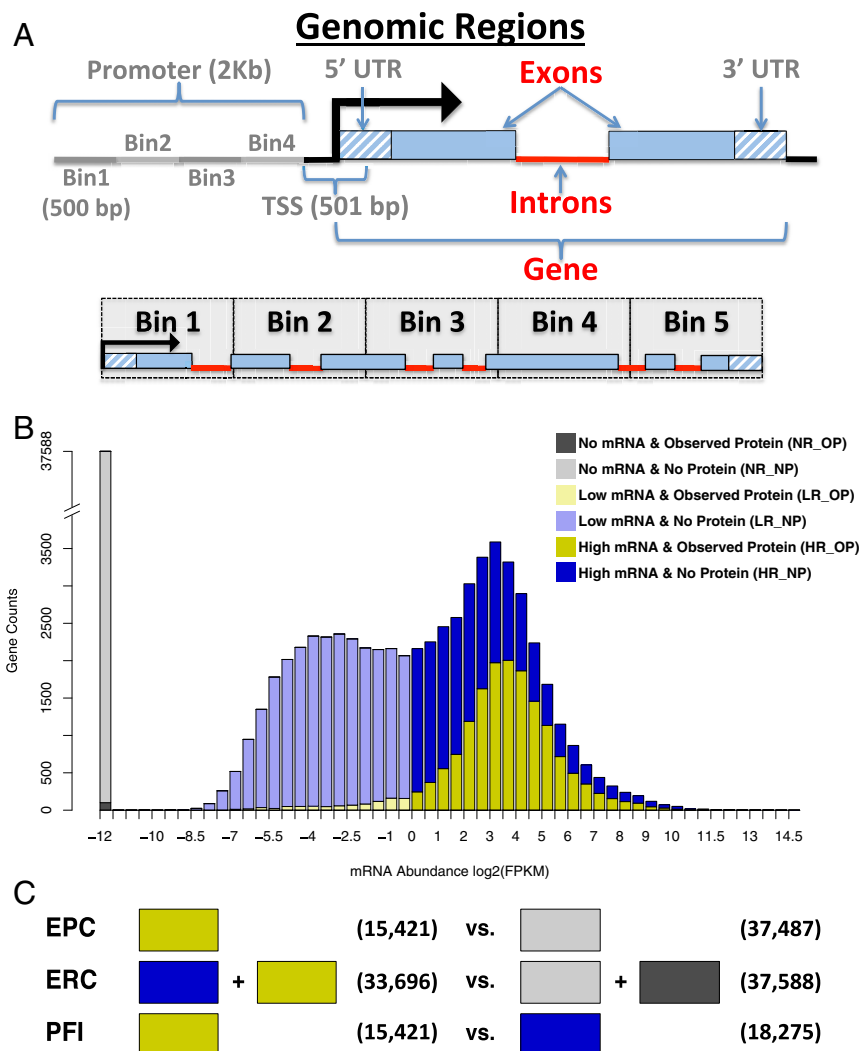 A
Genomic Regions
Promoter (2Kb)
5' UTR
Exons
3' UTR
Bin2
Bin4
Bin1
Bin3
(500 bp)
TSS (501 bp)
Introns
Gene
Bin 1
Bin 2
Bin 3
Bin 4
Bin 5
B
37588
3500
2500
1500
500
0
Gene Counts
No mRNA & Observed Protein (NR_OP)
No mRNA & No Protein (NR_NP)
Low mRNA & Observed Protein (LR_OP)
Low mRNA & No Protein (LR_NP)
High mRNA & Observed Protein (HR_OP)
High mRNA & No Protein (HR_NP)
−12 −10 −8.5 −7 −5.5 −4 −2.5 −1 0 1 2 3 4 5 6 7 8 9 10 11.5 13 14.5
mRNA Abundance log2(FPKM)
C
EPC (15,421) vs. (37,487)
ERC + (33,696) vs. + (37,588)
PFI (15,421) vs. (18,275)